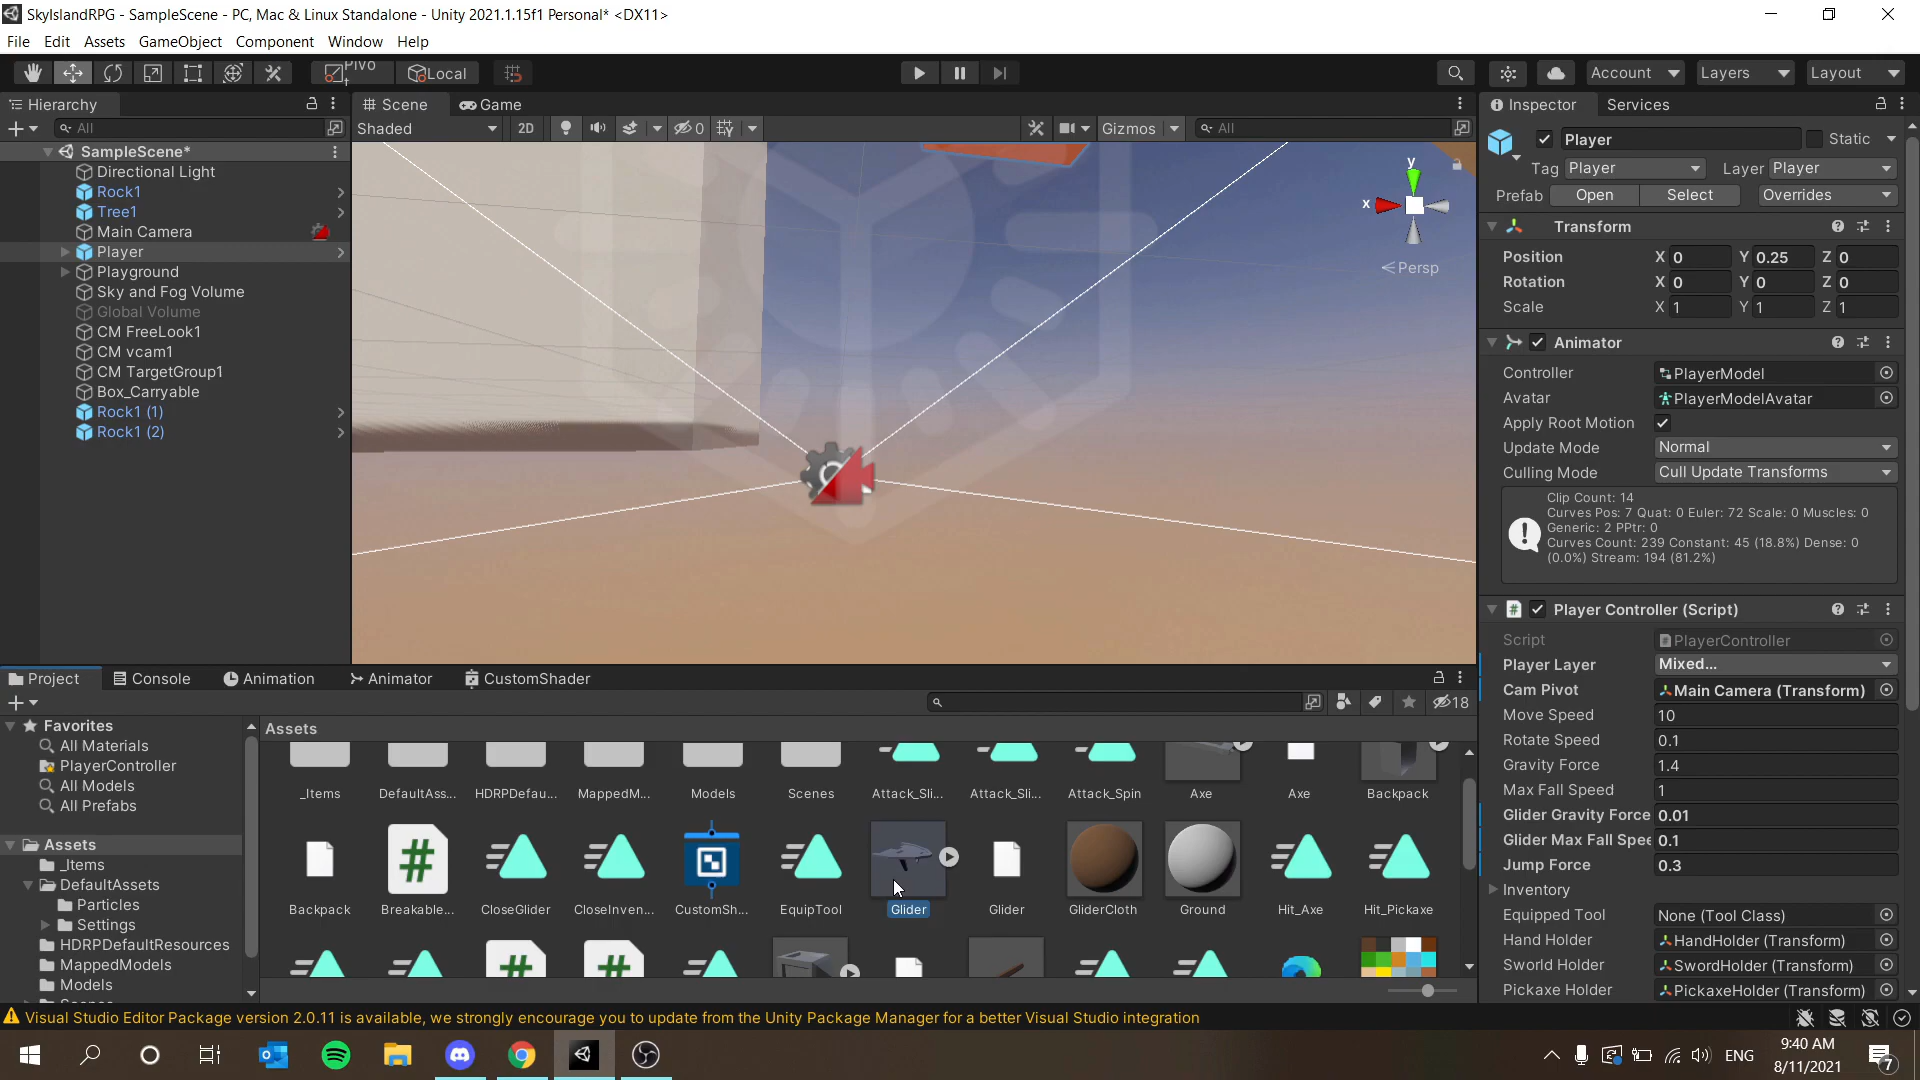 SkyIslandRPG - SampleScene - PC, Mac & Linux Standalone - Unity 2021.1.15f1 Personal* <DX11>
File Edit Assets GameObject Component Window Help
Pivot Local Account Layers Layout
Hierarchy
All
SampleScene*
Directional Light
Rock1
Tree1
Main Camera
Player
Playground
Sky and Fog Volume
Global Volume
CM FreeLook1
CM vcam1
CM TargetGroup1
Box_Carryable
Rock1 (1)
Rock1 (2)
Scene Game
Shaded 2D 0 Gizmos All
y
x
Persp
Inspector Services
Player Static
Tag Player Layer Player
Prefab Open Select Overrides
Transform
Position X 0 Y 0.25 Z 0
Rotation X 0 Y 0 Z 0
Scale X 1 Y 1 Z 1
Animator
Controller PlayerModel
Avatar PlayerModelAvatar
Apply Root Motion
Update Mode Normal
Culling Mode Cull Update Transforms
Clip Count: 14
Curves Pos: 7 Quat: 0 Euler: 72 Scale: 0 Muscles: 0
Generic: 2 PPtr: 0
Curves Count: 239 Constant: 45 (18.8%) Dense: 0
(0.0%) Stream: 194 (81.2%)
Player Controller (Script)
Script PlayerController
Player Layer Mixed...
Cam Pivot Main Camera (Transform)
Move Speed 10
Rotate Speed 0.1
Gravity Force 1.4
Max Fall Speed 1
Glider Gravity Force 0.01
Glider Max Fall Spee 0.1
Jump Force 0.3
Inventory
Equipped Tool None (Tool Class)
Hand Holder HandHolder (Transform)
Sworld Holder SwordHolder (Transform)
Pickaxe Holder PickaxeHolder (Transform)
Project Console Animation Animator CustomShader
18
Favorites
All Materials
PlayerController
All Models
All Prefabs
Assets
_Items
DefaultAssets
Particles
Settings
HDRPDefaultResources
MappedModels
Models
Assets
_Items DefaultAss... HDRPDefau... MappedM... Models Scenes Attack_Sli... Attack_Sli... Attack_Spin Axe Axe Backpack
Backpack Breakable... CloseGlider CloseInven... CustomSh... EquipTool Glider Glider GliderCloth Ground Hit_Axe Hit_Pickaxe
Visual Studio Editor Package version 2.0.11 is available, we strongly encourage you to update from the Unity Package Manager for a better Visual Studio integration
ENG
9:40 AM
8/11/2021
7